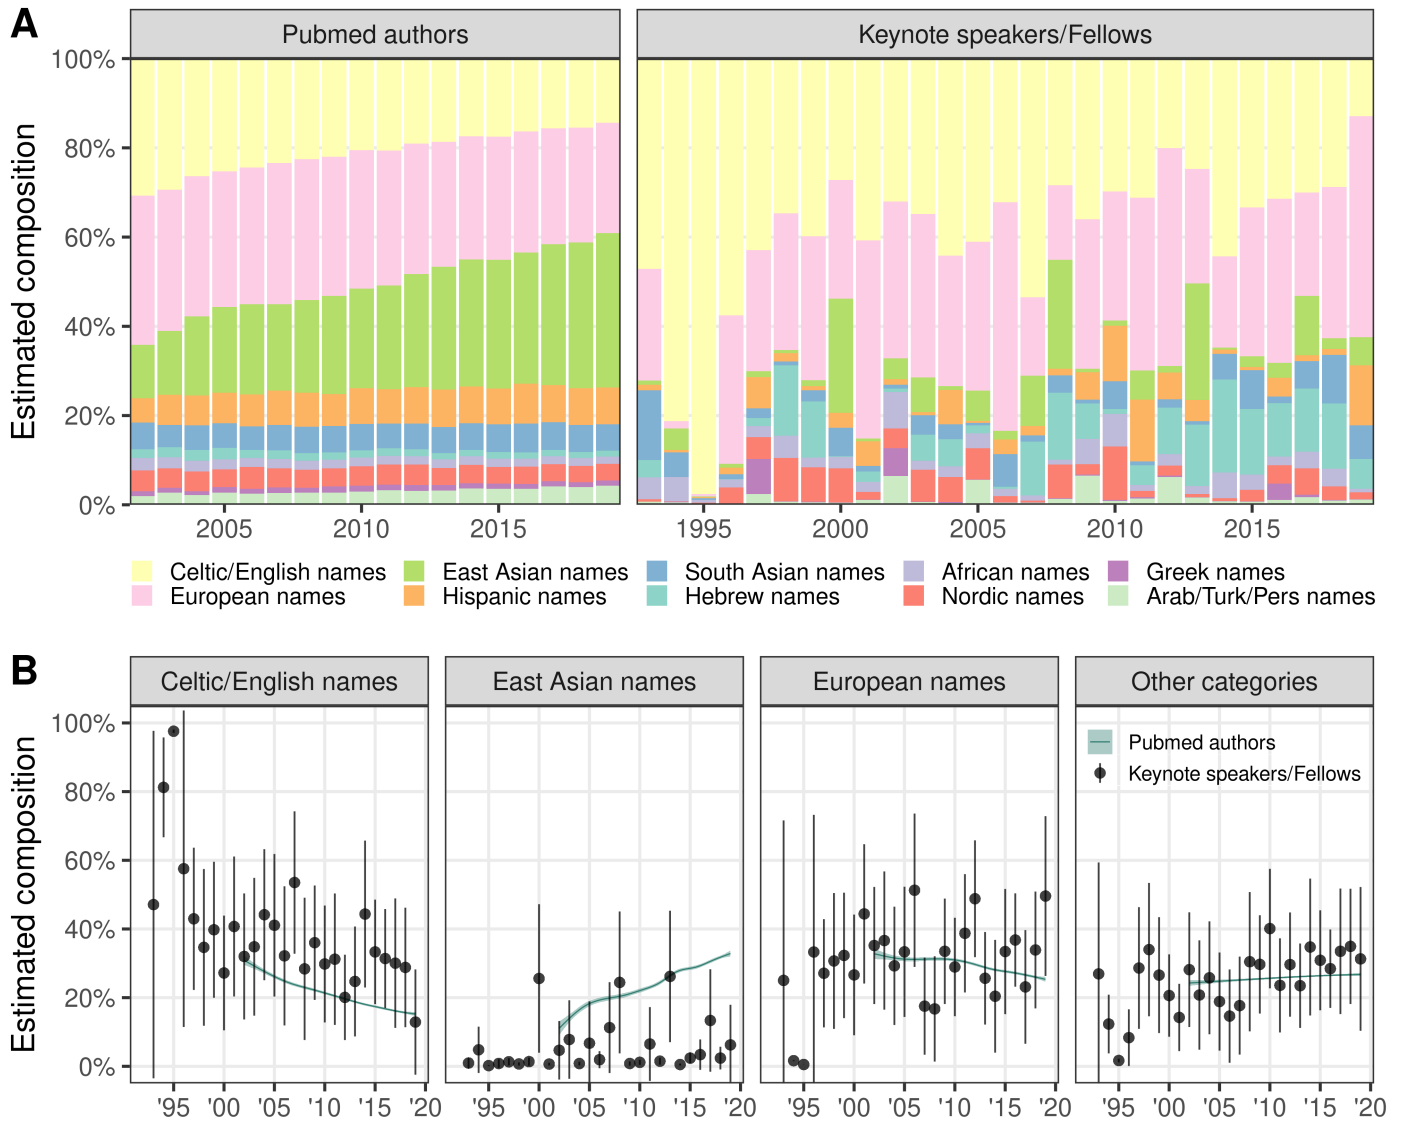 A
Pubmed authors
Keynote speakers/Fellows
Estimated composition
100%
80%
60%
40%
20%
0%
2005
2010
2015
1995
2000
2005
2010
2015
Celtic/English names
East Asian names
South Asian names
African names
Greek names
European names
Hispanic names
Hebrew names
Nordic names
Arab/Turk/Pers names
B
Celtic/English names
East Asian names
European names
Other categories
Estimated composition
100%
80%
60%
40%
20%
0%
Pubmed authors
Keynote speakers/Fellows
'95 '00 '05 '10 '15 '20
'95 '00 '05 '10 '15 '20
'95 '00 '05 '10 '15 '20
'95 '00 '05 '10 '15 '20